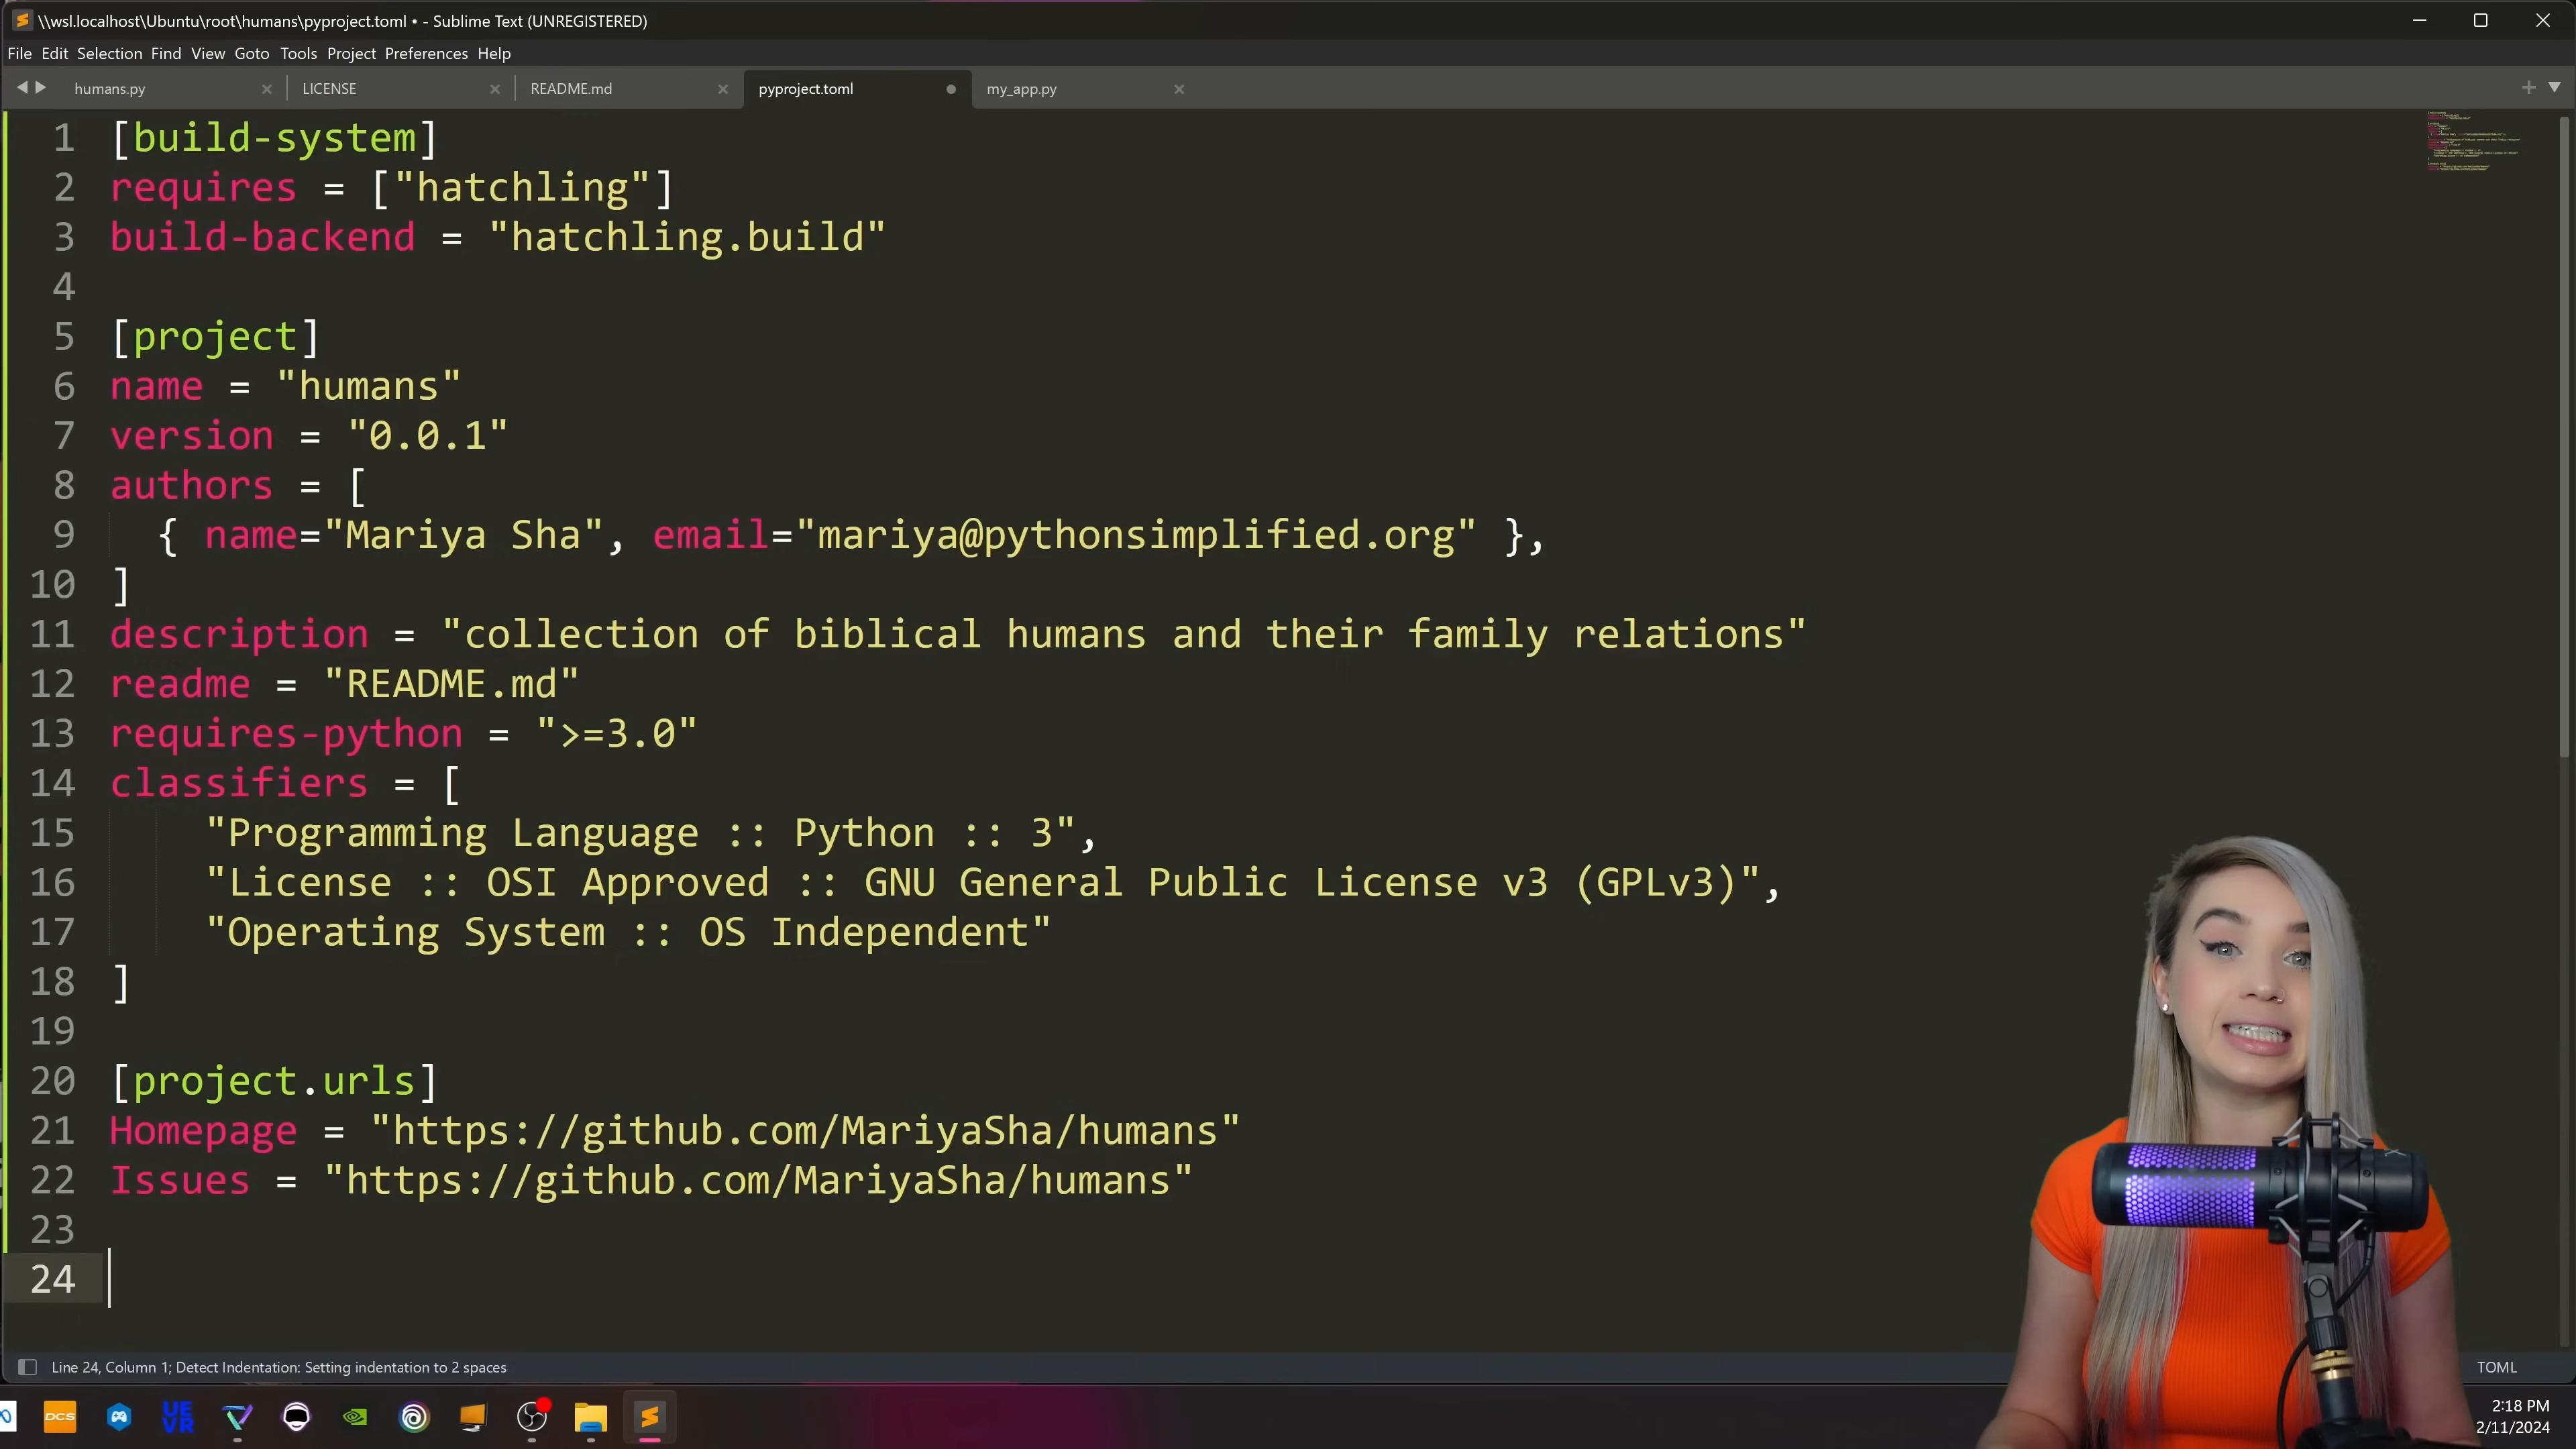 \\wsl.localhost\Ubuntu\root\humans\pyproject.toml • - Sublime Text (UNREGISTERED)
File Edit Selection Find View Goto Tools Project Preferences Help
humans.py LICENSE README.md pyproject.toml my_app.py
1 [build-system]
2 requires = ["hatchling"]
3 build-backend = "hatchling.build"
4
5 [project]
6 name = "humans"
7 version = "0.0.1"
8 authors = [
9 { name="Mariya Sha", email="mariya@pythonsimplified.org" },
10 ]
11 description = "collection of biblical humans and their family relations"
12 readme = "README.md"
13 requires-python = ">=3.0"
14 classifiers = [
15 "Programming Language :: Python :: 3",
16 "License :: OSI Approved :: GNU General Public License v3 (GPLv3)",
17 "Operating System :: OS Independent"
18 ]
19
20 [project.urls]
21 Homepage = "https://github.com/MariyaSha/humans"
22 Issues = "https://github.com/MariyaSha/humans"
23
24
Line 24, Column 1; Detect Indentation: Setting indentation to 2 spaces TOML
DCS UE VR
2:18 PM
2/11/2024